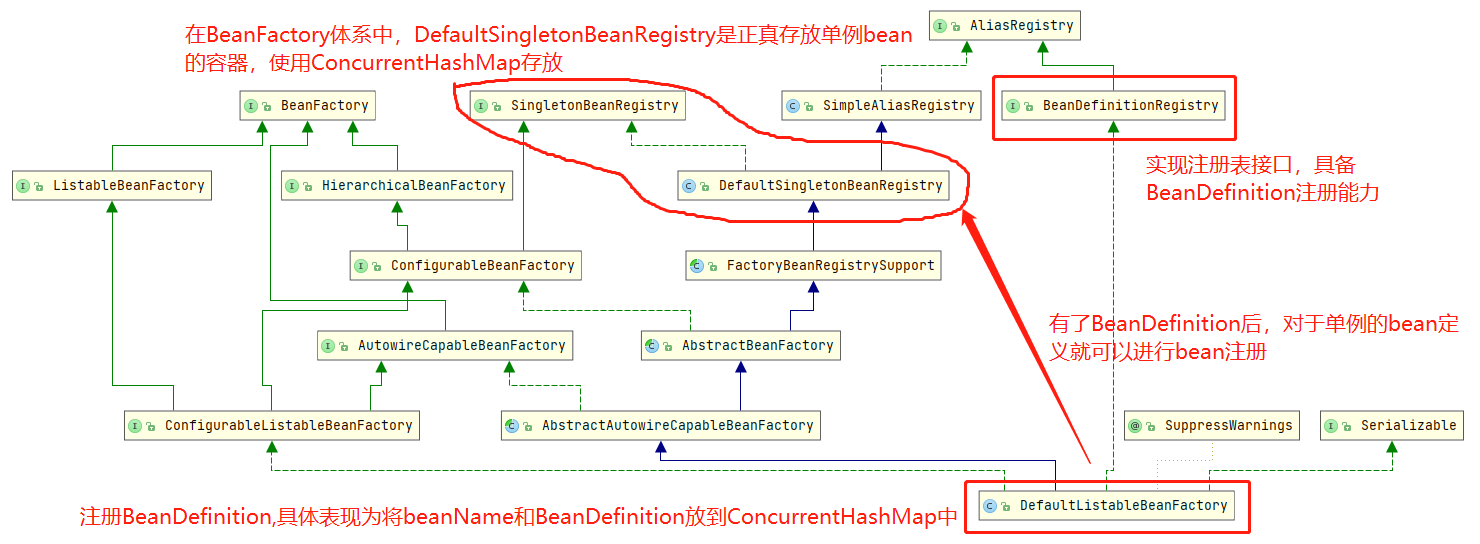 在BeanFactory体系中，DefaultSingletonBeanRegistry是正真存放单例bean
的容器，使用ConcurrentHashMap存放
AliasRegistry
BeanFactory
SingletonBeanRegistry
SimpleAliasRegistry
BeanDefinitionRegistry
实现注册表接口，具备
BeanDefinition注册能力
ListableBeanFactory
HierarchicalBeanFactory
DefaultSingletonBeanRegistry
ConfigurableBeanFactory
FactoryBeanRegistrySupport
有了BeanDefinition后，对于单例的bean定
义就可以进行bean注册
AutowireCapableBeanFactory
AbstractBeanFactory
ConfigurableListableBeanFactory
AbstractAutowireCapableBeanFactory
SuppressWarnings
Serializable
注册BeanDefinition,具体表现为将beanName和BeanDefinition放到ConcurrentHashMap中
DefaultListableBeanFactory